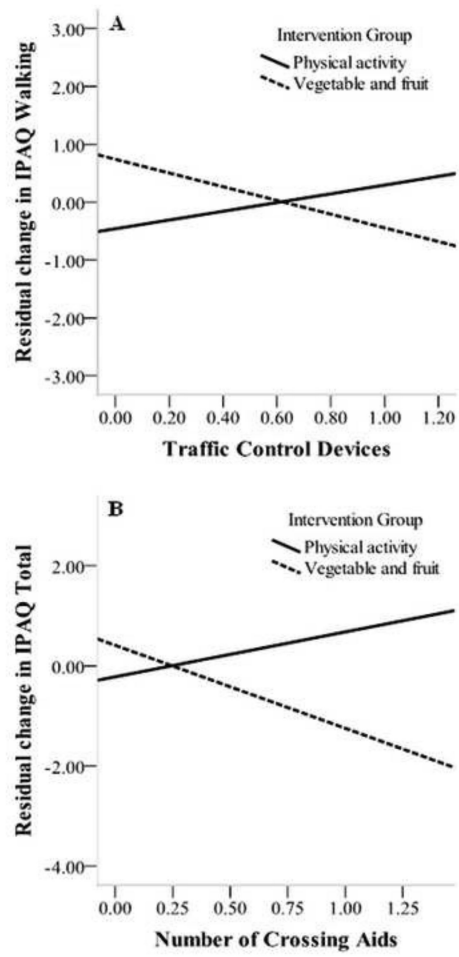 A
Intervention Group
Physical activity
Vegetable and fruit
Residual change in IPAQ Walking
3.00
2.00
1.00
0.00
-1.00
-2.00
-3.00
0.00 0.20 0.40 0.60 0.80 1.00 1.20
Traffic Control Devices
B
Intervention Group
Physical activity
Vegetable and fruit
Residual change in IPAQ Total
2.00
0.00
-2.00
-4.00
0.00 0.25 0.50 0.75 1.00 1.25
Number of Crossing Aids